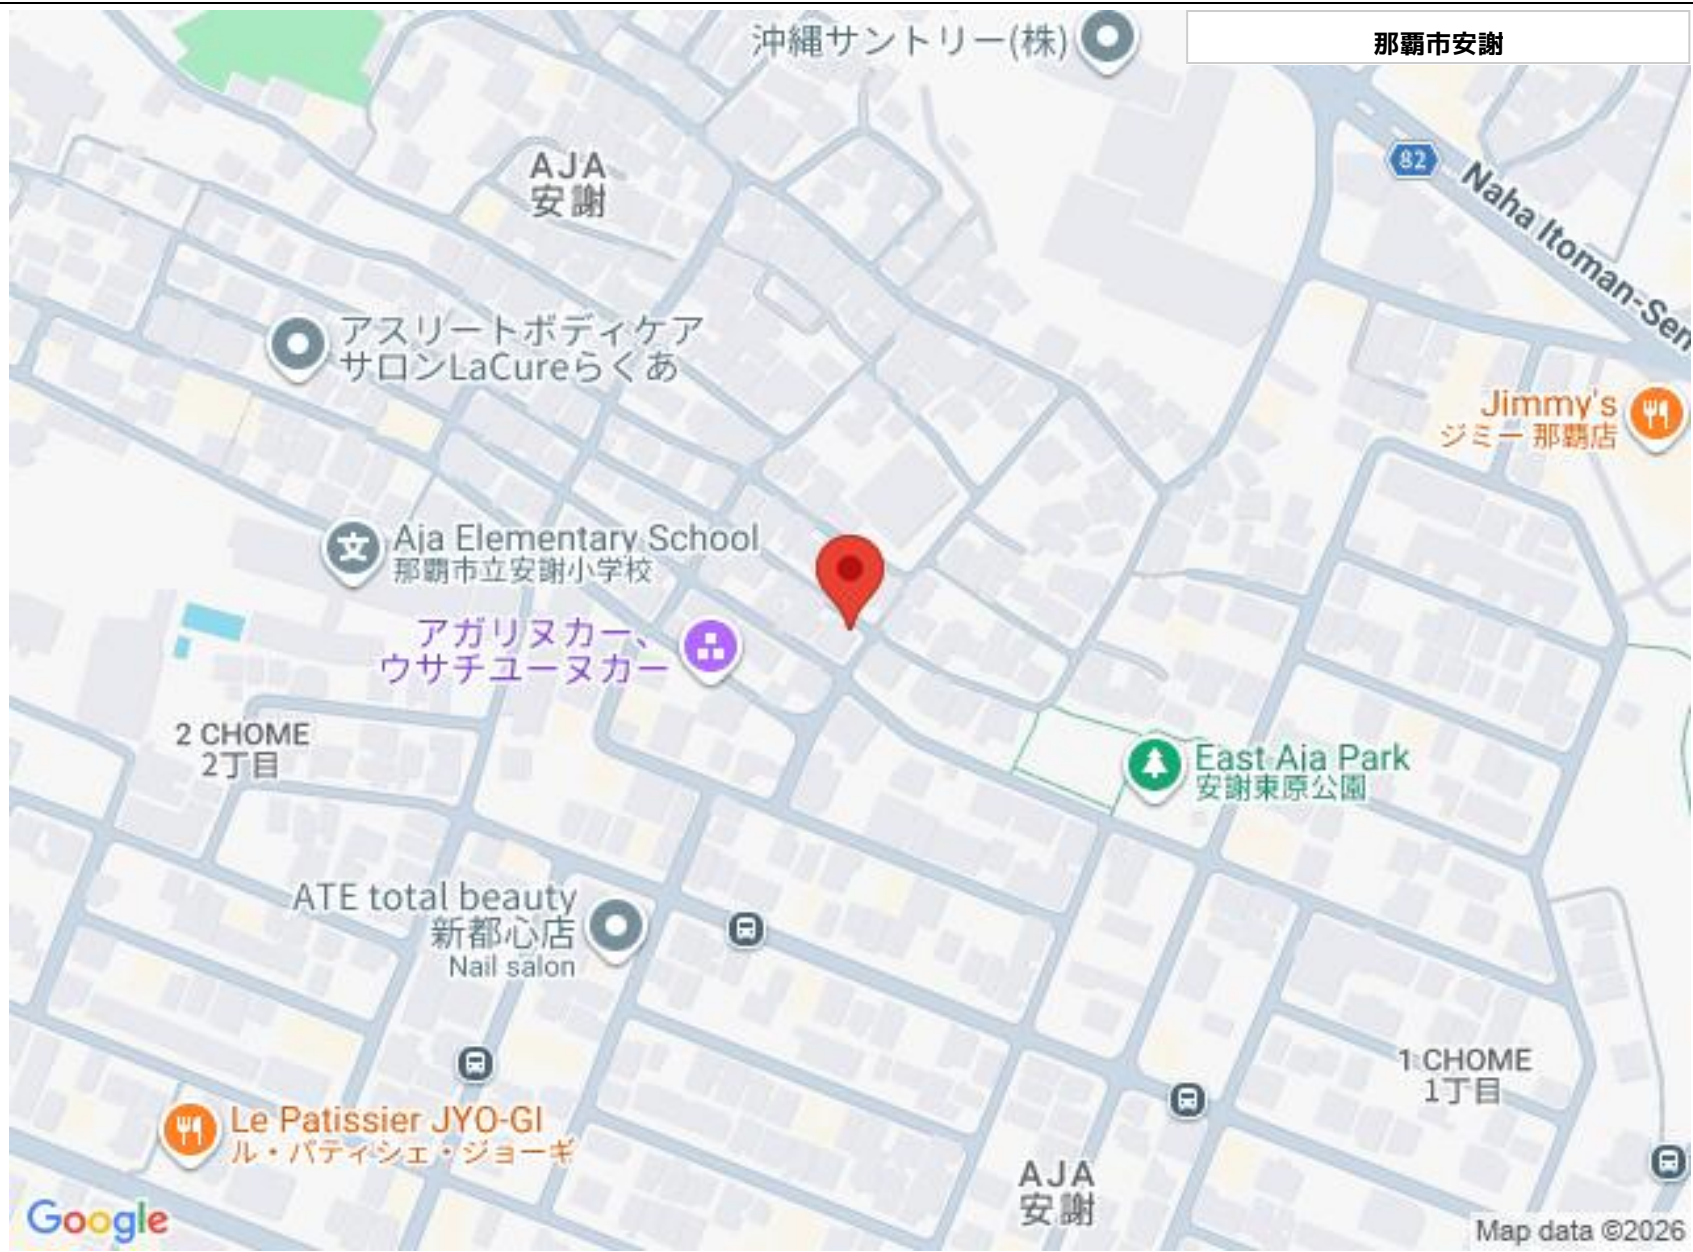 沖縄サントリー(株)
那覇市安謝
82
Naha Itoman-Sen
AJA
安謝
アスリートボディケア
サロンLaCureらくあ
Jimmy's
ジミー 那覇店
Aja Elementary School
那覇市立安謝小学校
アガリヌカー、
ウサチユーヌカー
2 CHOME
2丁目
East Aja Park
安謝東原公園
ATE total beauty
新都心店
Nail salon
1 CHOME
1丁目
Le Patissier JYO-GI
ル・パティシェ・ジョーギ
AJA
安謝
Google
Map data ©2026